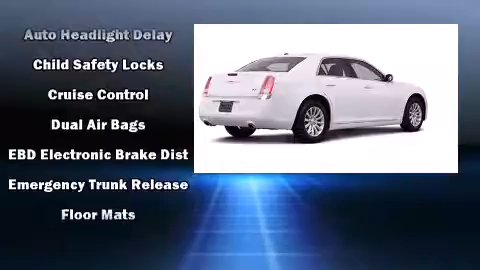 Auto Headlight Delay
Child Safety Locks
Cruise Control
Dual Air Bags
EBD Electronic Brake Dist
Emergency Trunk Release
Floor Mats